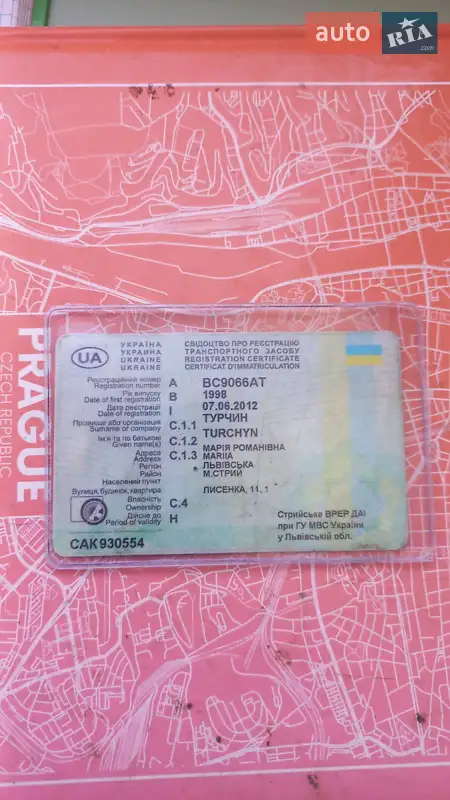 auto RIA
.com
PRAGUE
CZECH REPUBLIC
UA
УКРАЇНА
УКРАИНА
UKRAINE
UKRAINE
СВІДОЦТВО ПРО РЕЄСТРАЦІЮ
ТРАНСПОРТНОГО ЗАСОБУ
REGISTRATION CERTIFICATE
CERTIFICAT D'IMMATRICULATION
Реєстраційний номер A BC9066AT
Registration number
Рік випуску B 1998
Date of first registration
Дата реєстрації I 07.06.2012
Date of registration
Прізвище або організація C.1.1 ТУРЧИН
Surname or company TURCHYN
Ім'я та по батькові C.1.2 МАРІЯ РОМАНІВНА
Given name(s) MARIIA
Адреса C.1.3 ЛЬВІВСЬКА
Address
Регіон М.СТРИЙ
Район
Населений пункт
Вулиця, будинок, квартира ЛИСЕНКА, 11, 1
Власність C.4
Ownership
Дійсне до H
Period of validity
Стрийське ВРЕР ДАІ
при ГУ МВС України
у Львівській обл.
САК 930554